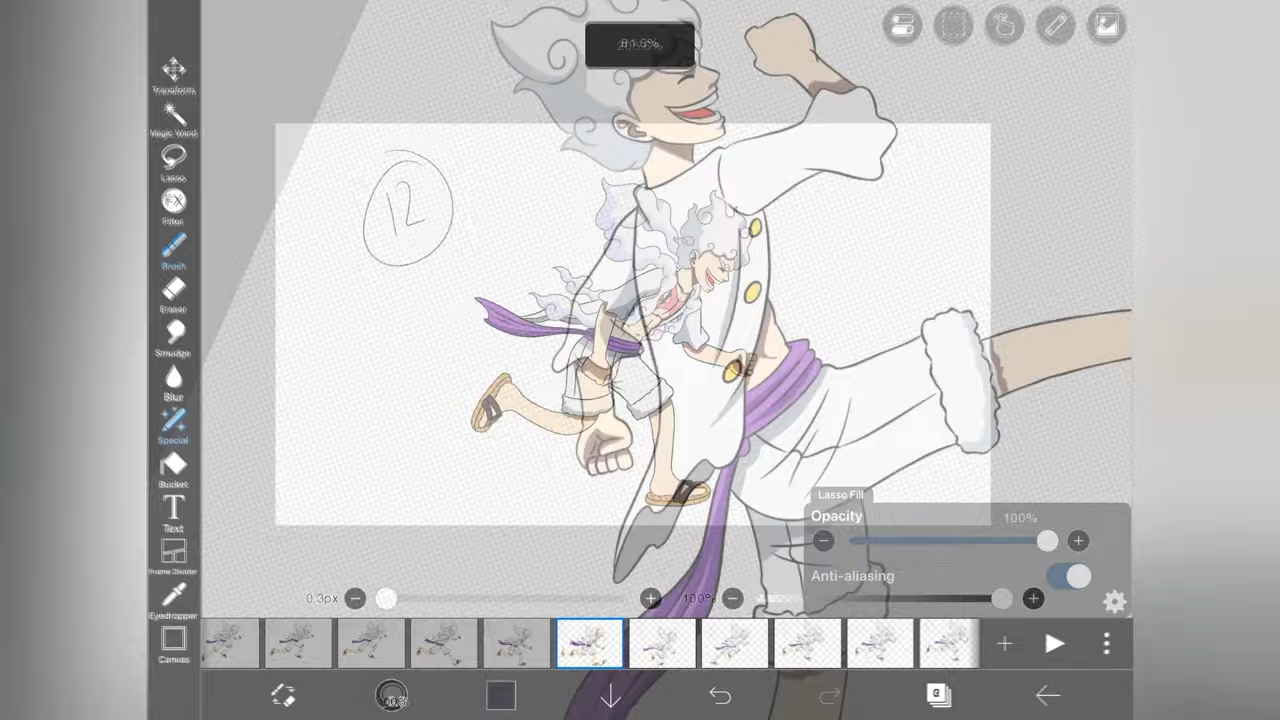 Transform
Magic Wand
Lasso
FX
Filter
Brush
Eraser
Smudge
Blur
Special
Bucket
T
Text
Frame Divider
Eyedropper
Canvas
12
Lasso Fill
Opacity
100%
Anti-aliasing
0.3px
100%